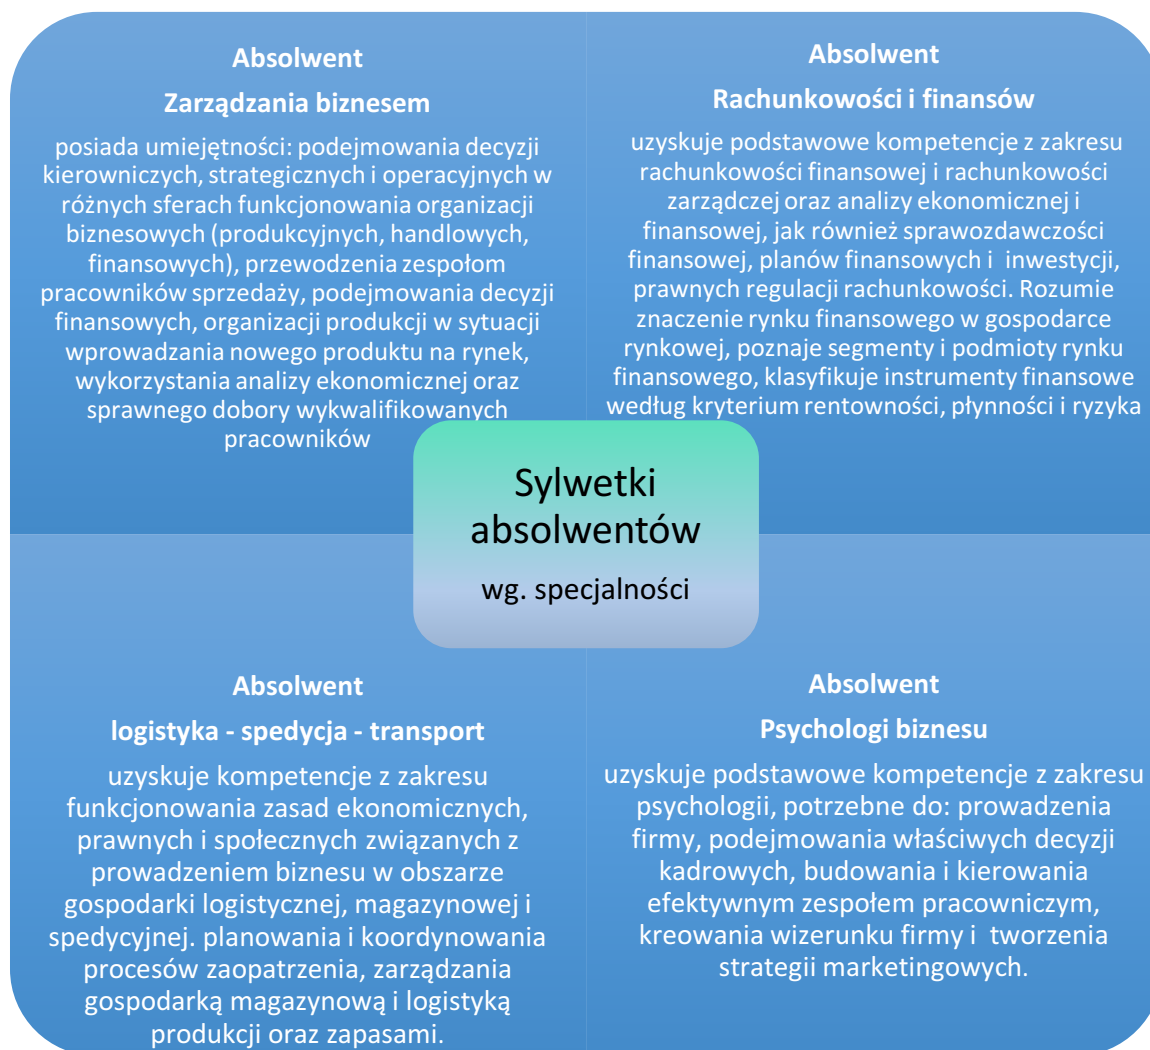 Absolwent
Zarządzania biznesem
posiada umiejętności: podejmowania decyzji
kierowniczych, strategicznych i operacyjnych w
różnych sferach funkcjonowania organizacji
biznesowych (produkcyjnych, handlowych,
finansowych), przewodzenia zespołom
pracowników sprzedaży, podejmowania decyzji
finansowych, organizacji produkcji w sytuacji
wprowadzania nowego produktu na rynek,
wykorzystania analizy ekonomicznej oraz
sprawnego dobory wykwalifikowanych
pracowników
Absolwent
Rachunkowości i finansów
uzyskuje podstawowe kompetencje z zakresu
rachunkowości finansowej i rachunkowości
zarządczej oraz analizy ekonomicznej i
finansowej, jak również sprawozdawczości
finansowej, planów finansowych i inwestycji,
prawnych regulacji rachunkowości. Rozumie
znaczenie rynku finansowego w gospodarce
rynkowej, poznaje segmenty i podmioty rynku
finansowego, klasyfikuje instrumenty finansowe
według kryterium rentowności, płynności i ryzyka
Sylwetki
absolwentów
wg. specjalności
Absolwent
logistyka - spedycja - transport
uzyskuje kompetencje z zakresu
funkcjonowania zasad ekonomicznych,
prawnych i społecznych związanych z
prowadzeniem biznesu w obszarze
gospodarki logistycznej, magazynowej i
spedycyjnej. planowania i koordynowania
procesów zaopatrzenia, zarządzania
gospodarką magazynową i logistyką
produkcji oraz zapasami.
Absolwent
Psychologi biznesu
uzyskuje podstawowe kompetencje z zakresu
psychologii, potrzebne do: prowadzenia
firmy, podejmowania właściwych decyzji
kadrowych, budowania i kierowania
efektywnym zespołem pracowniczym,
kreowania wizerunku firmy i tworzenia
strategii marketingowych.